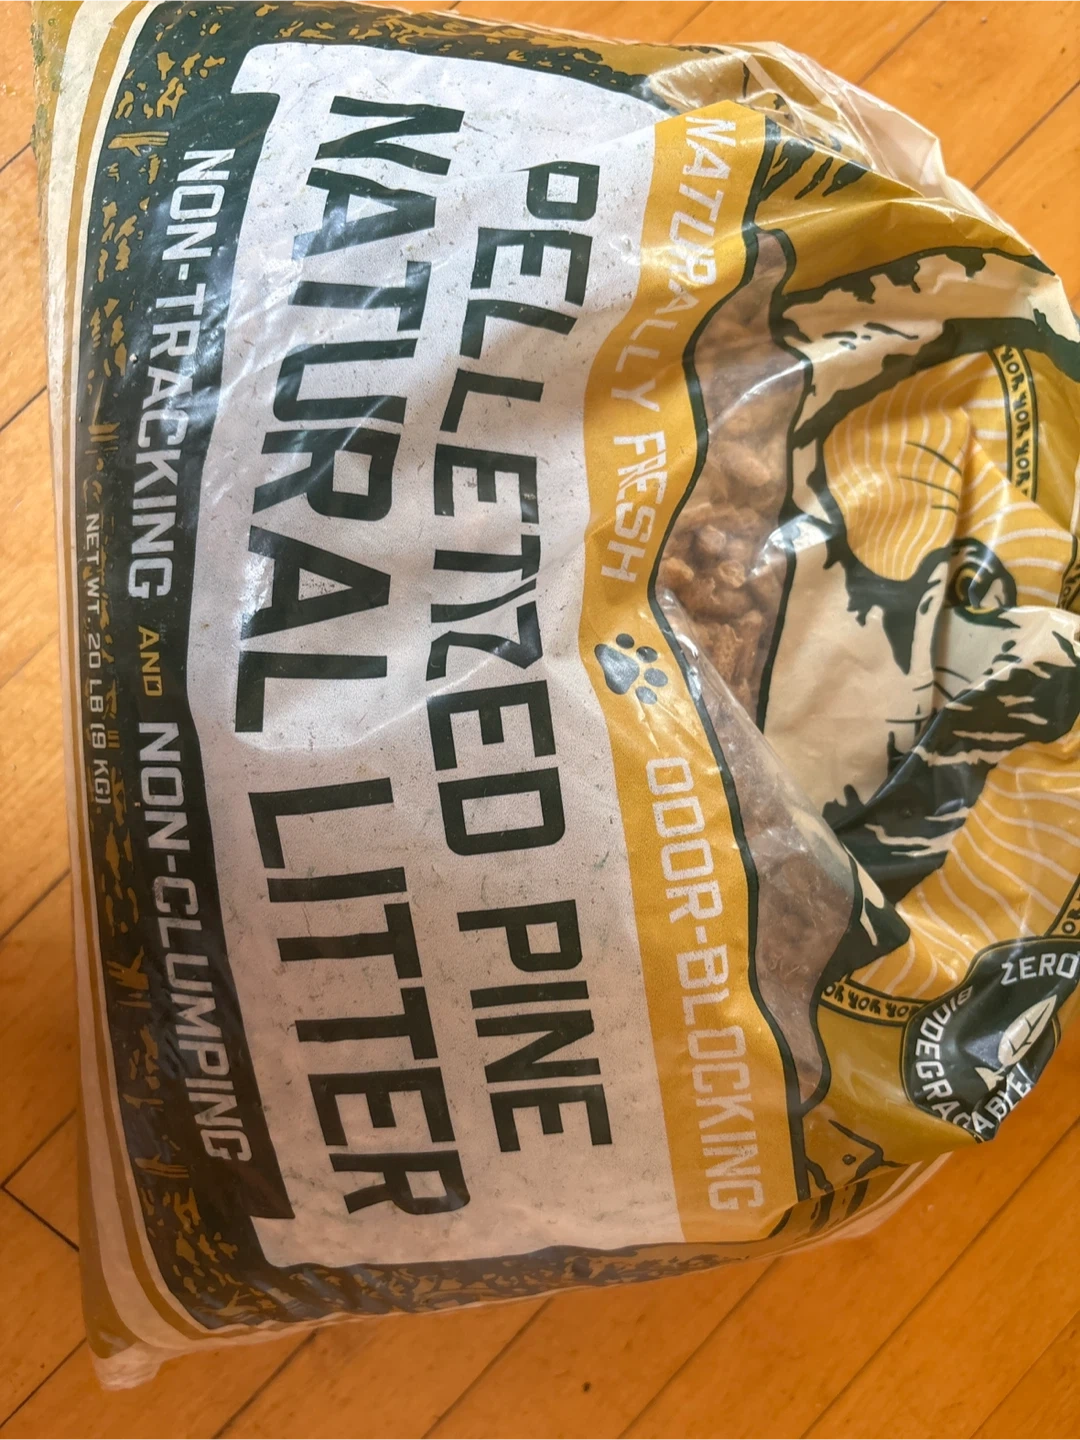 ZERO
BIODEGRADABLE!
NATURALLY FRESH ODOR-BLOCKING
PELLETIZED PINE
NATURAL LITTER
NON-TRACKING AND NON-CLUMPING
NET WT. 20 LB (9 KG).